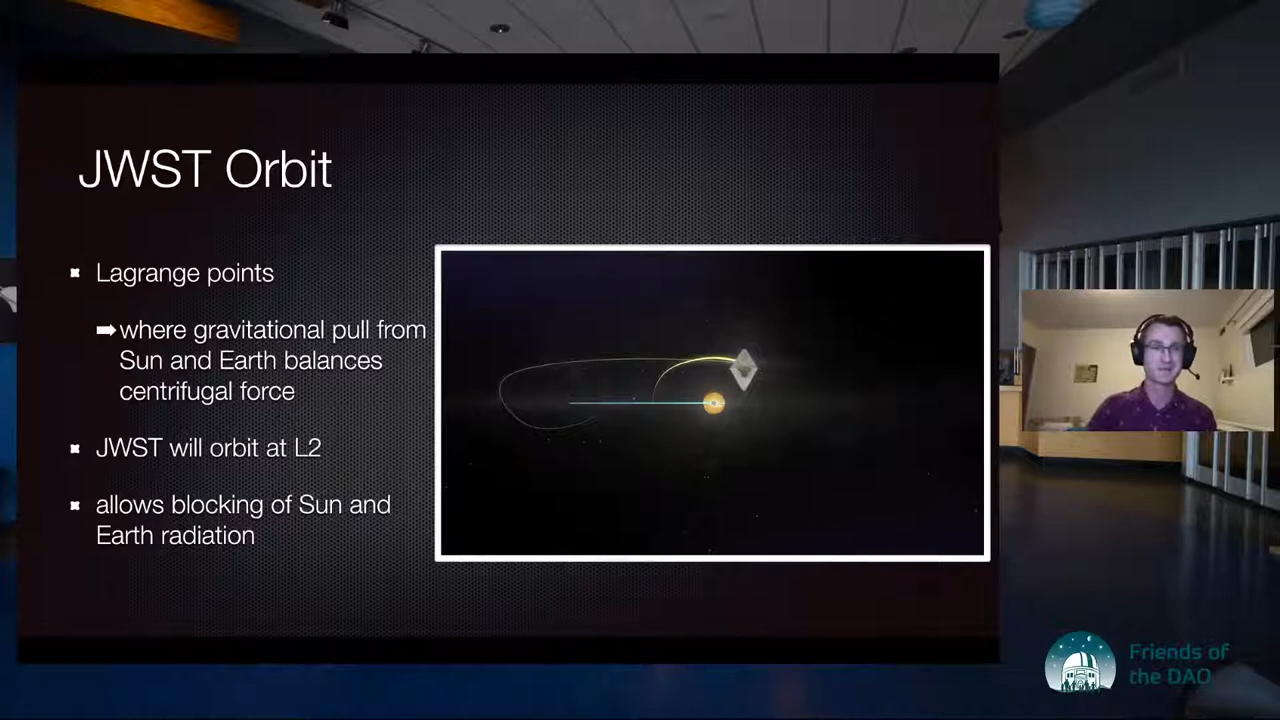 JWST Orbit
Lagrange points
➡where gravitational pull from
Sun and Earth balances
centrifugal force
JWST will orbit at L2
allows blocking of Sun and
Earth radiation
Friends of
the DAO